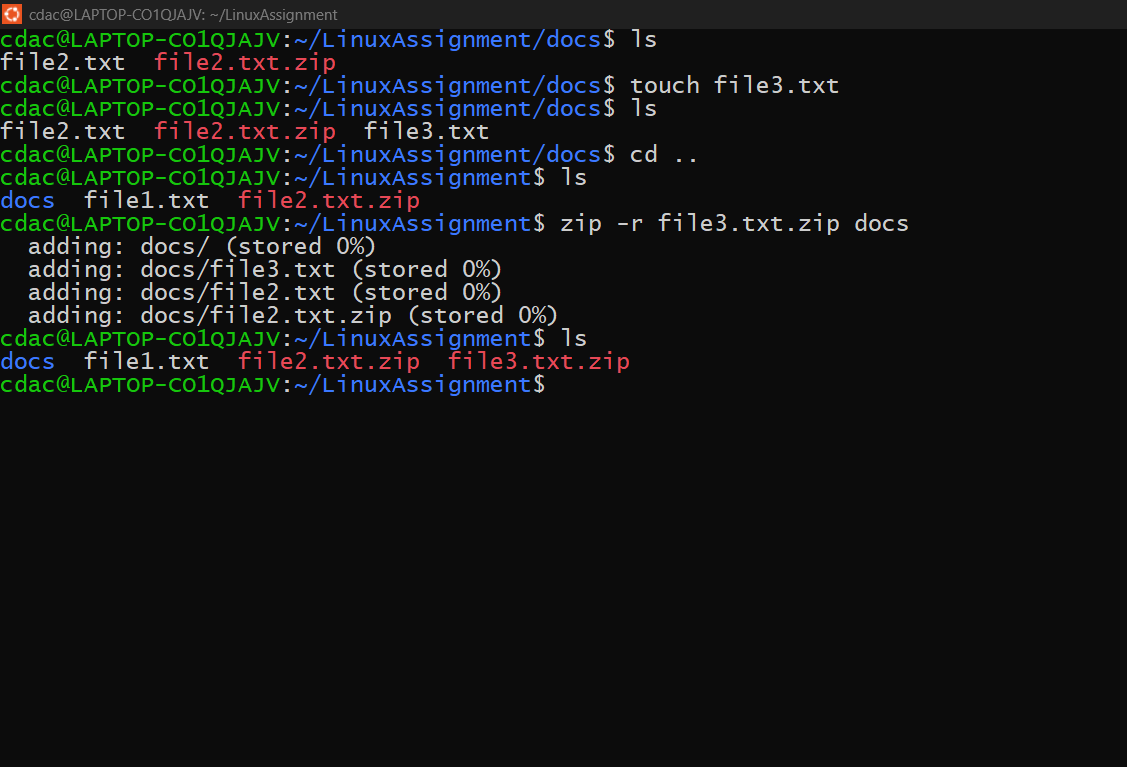 cdac@LAPTOP-CO1QJAJV: ~/LinuxAssignment
cdac@LAPTOP-CO1QJAJV:~/LinuxAssignment/docs$ ls
file2.txt  file2.txt.zip
cdac@LAPTOP-CO1QJAJV:~/LinuxAssignment/docs$ touch file3.txt
cdac@LAPTOP-CO1QJAJV:~/LinuxAssignment/docs$ ls
file2.txt  file2.txt.zip  file3.txt
cdac@LAPTOP-CO1QJAJV:~/LinuxAssignment/docs$ cd ..
cdac@LAPTOP-CO1QJAJV:~/LinuxAssignment$ ls
docs  file1.txt  file2.txt.zip
cdac@LAPTOP-CO1QJAJV:~/LinuxAssignment$ zip -r file3.txt.zip docs
  adding: docs/ (stored 0%)
  adding: docs/file3.txt (stored 0%)
  adding: docs/file2.txt (stored 0%)
  adding: docs/file2.txt.zip (stored 0%)
cdac@LAPTOP-CO1QJAJV:~/LinuxAssignment$ ls
docs  file1.txt  file2.txt.zip  file3.txt.zip
cdac@LAPTOP-CO1QJAJV:~/LinuxAssignment$